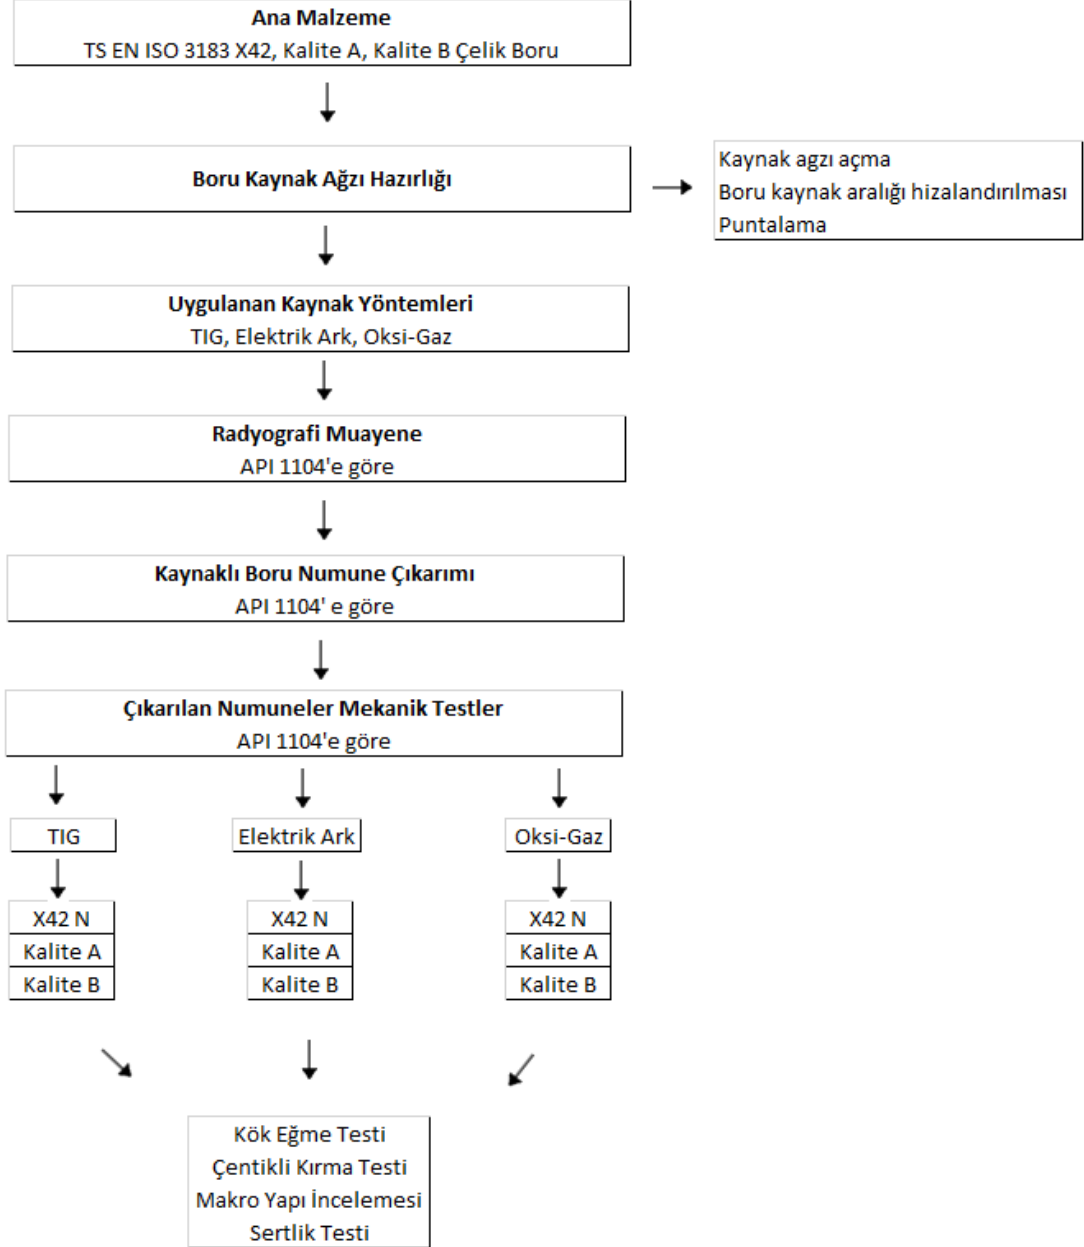 Ana Malzeme
TS EN ISO 3183 X42, Kalite A, Kalite B Çelik Boru
Boru Kaynak Ağzı Hazırlığı
Kaynak agzı açma
Boru kaynak aralığı hizalandırılması
Puntalama
Uygulanan Kaynak Yöntemleri
TIG, Elektrik Ark, Oksi-Gaz
Radyografi Muayene
API 1104'e göre
Kaynaklı Boru Numune Çıkarımı
API 1104' e göre
Çıkarılan Numuneler Mekanik Testler
API 1104'e göre
TIG
Elektrik Ark
Oksi-Gaz
X42 N
Kalite A
Kalite B
X42 N
Kalite A
Kalite B
X42 N
Kalite A
Kalite B
Kök Eğme Testi
Çentikli Kırma Testi
Makro Yapı İncelemesi
Sertlik Testi